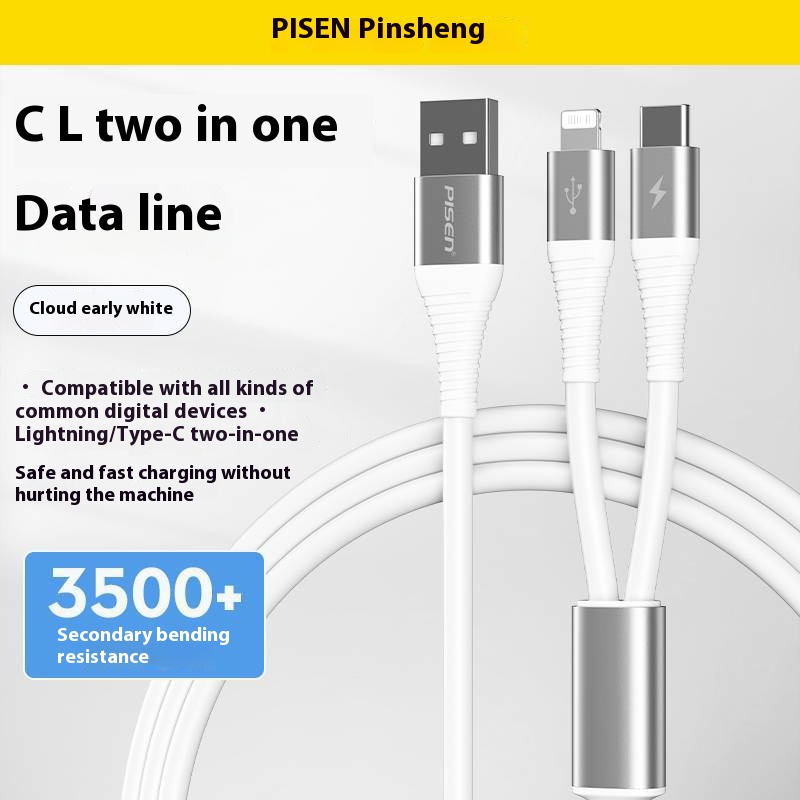 PISEN Pinsheng
C L two in one
Data line
Cloud early white
• Compatible with all kinds of
common digital devices •
Lightning/Type-C two-in-one
Safe and fast charging without
hurting the machine
3500+
Secondary bending
resistance
PISEN®